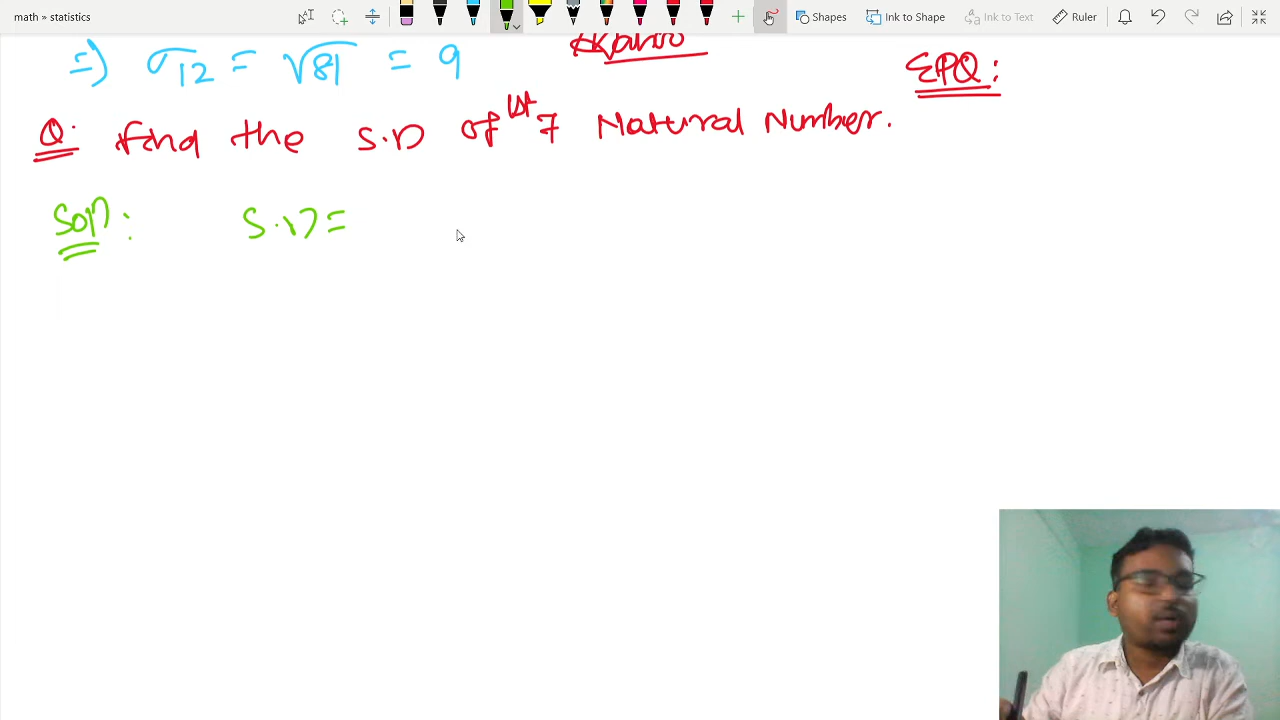 math » statistics
Shapes Ink to Shape Ink to Text Ruler
=) σ12 = √81 = 9
EPQ:
Q: Find the S.D of 1st 7 Natural Number.
Soln: S.D =